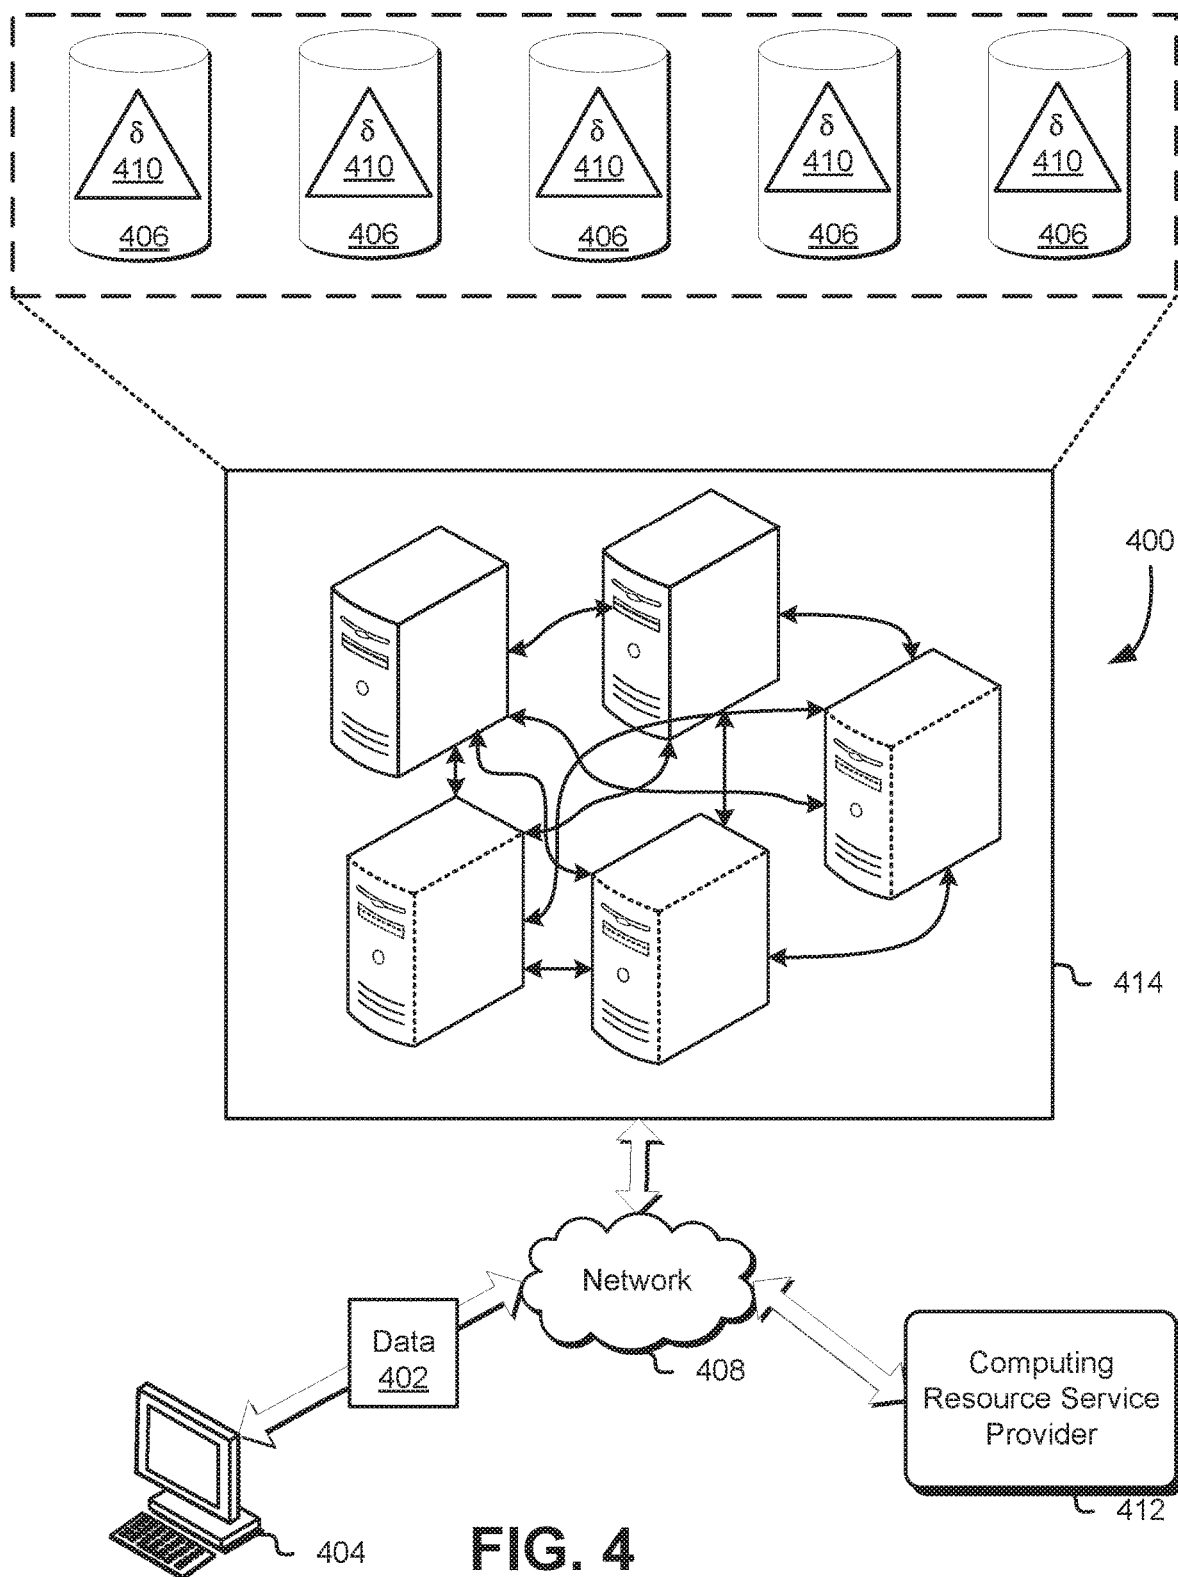 δ δ δ δ δ
410 410 410 410 410
406 406 406 406 406
400
414
Network
408
Data
402
Computing
Resource Service
Provider
412
404
FIG. 4